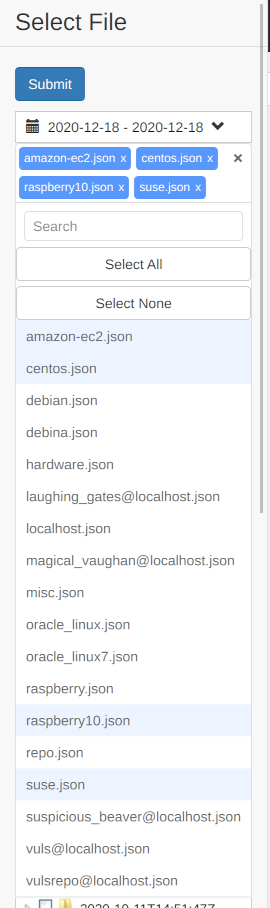 Select File
Submit
2020-12-18 - 2020-12-18
amazon-ec2.json x centos.json x ×
raspberry10.json x suse.json x
Search
Select All
Select None
amazon-ec2.json
centos.json
debian.json
debina.json
hardware.json
laughing_gates@localhost.json
localhost.json
magical_vaughan@localhost.json
misc.json
oracle_linux.json
oracle_linux7.json
raspberry.json
raspberry10.json
repo.json
suse.json
suspicious_beaver@localhost.json
vuls@localhost.json
vulsrepo@localhost.json
2020-10-11T14:51:47Z